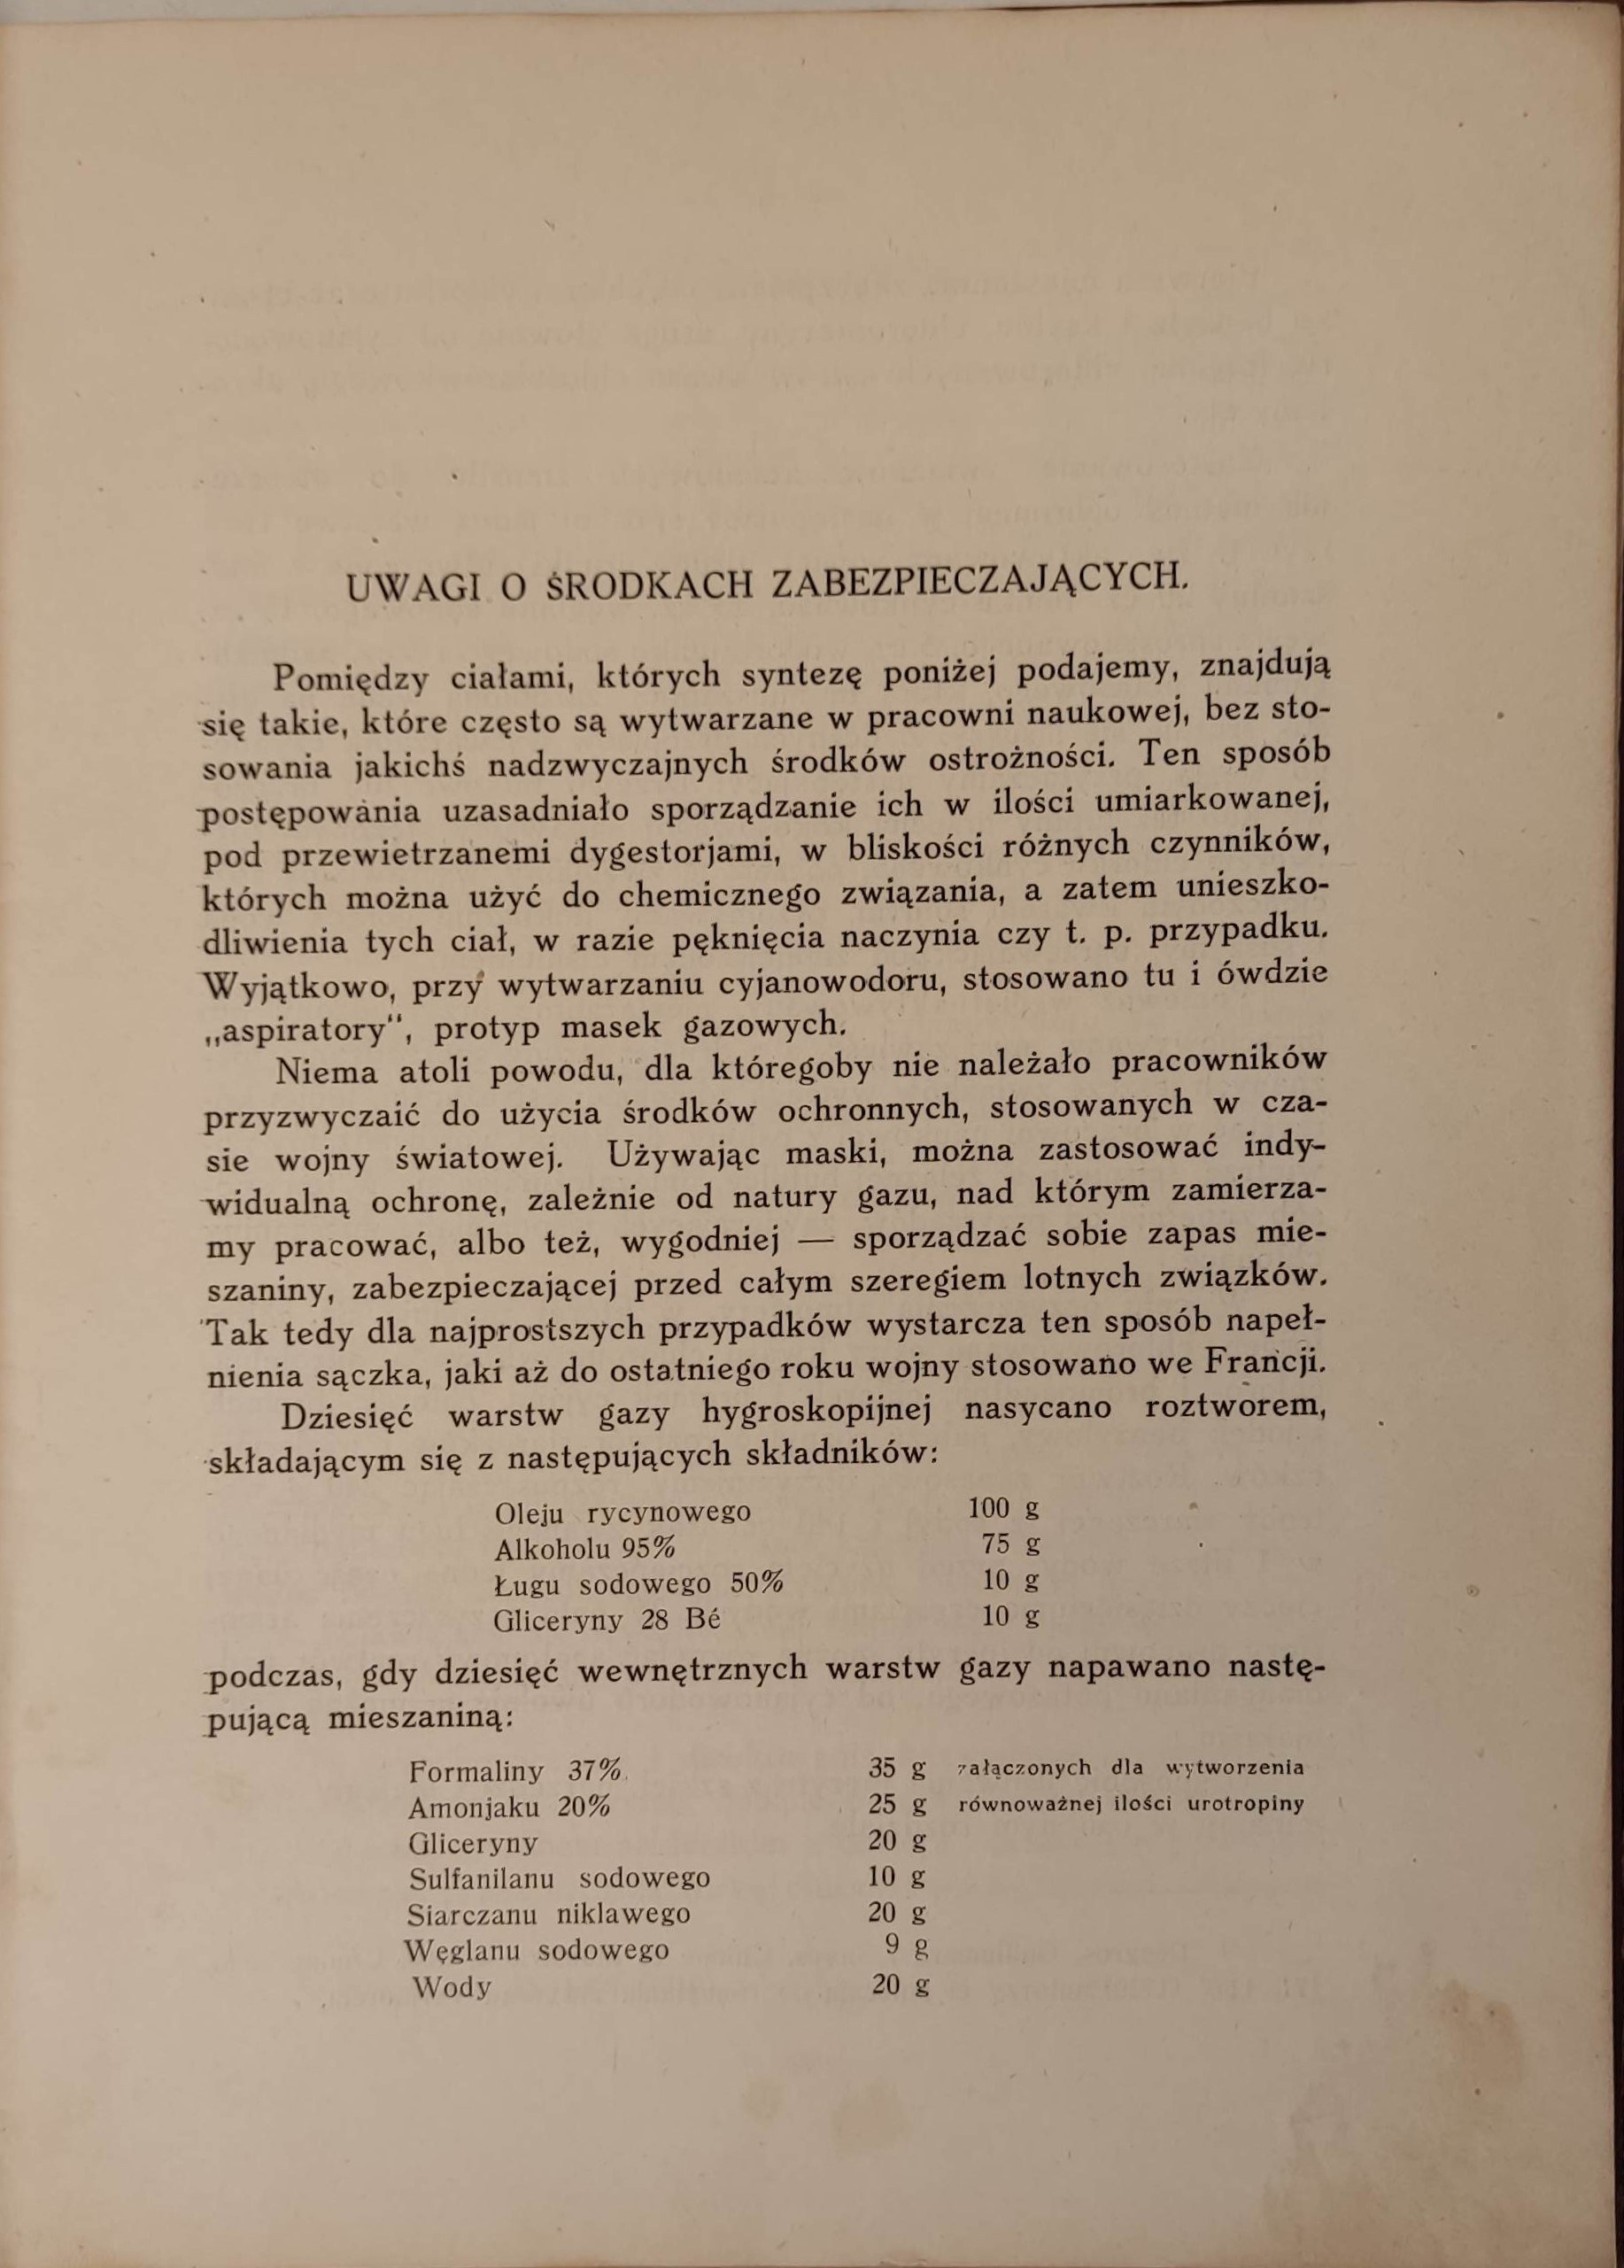 UWAGI O ŚRODKACH ZABEZPIECZAJĄCYCH.
Pomiędzy ciałami, których syntezę poniżej podajemy, znajdują
się takie, które często są wytwarzane w pracowni naukowej, bez sto-
sowania jakichś nadzwyczajnych środków ostrożności. Ten sposób
postępowania uzasadniało sporządzanie ich w ilości umiarkowanej,
pod przewietrzanemi dygestorjami, w bliskości różnych czynników,
których można użyć do chemicznego związania, a zatem unieszko-
dliwienia tych ciał, w razie pęknięcia naczynia czy t. p. przypadku.
Wyjątkowo, przy wytwarzaniu cyjanowodoru, stosowano tu i ówdzie
„aspiratory“, protyp masek gazowych.
Niema atoli powodu, dla któregoby nie należało pracowników
przyzwyczaić do użycia środków ochronnych, stosowanych w cza-
sie wojny światowej. Używając maski, można zastosować indy-
widualną ochronę, zależnie od natury gazu, nad którym zamierza-
my pracować, albo też, wygodniej — sporządzać sobie zapas mie-
szaniny, zabezpieczającej przed całym szeregiem lotnych związków.
Tak tedy dla najprostszych przypadków wystarcza ten sposób napeł-
nienia sączka, jaki aż do ostatniego roku wojny stosowano we Francji.
Dziesięć warstw gazy hygroskopijnej nasycano roztworem,
składającym się z następujących składników:
Oleju rycynowego 100 g
Alkoholu 95% 75 g
Ługu sodowego 50% 10 g
Gliceryny 28 Bé 10 g
podczas, gdy dziesięć wewnętrznych warstw gazy napawano nastę-
pującą mieszaniną:
Formaliny 37% 35 g załączonych dla wytworzenia
Amonjaku 20% 25 g równoważnej ilości urotropiny
Gliceryny 20 g
Sulfanilanu sodowego 10 g
Siarczanu niklawego 20 g
Węglanu sodowego 9 g
Wody 20 g